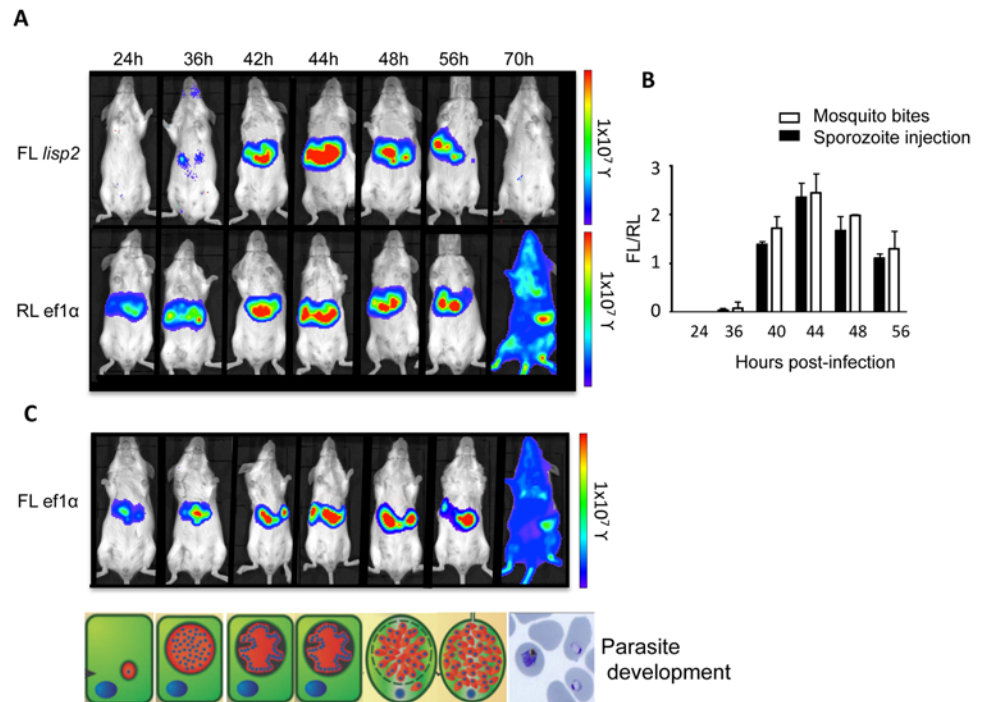 A
24h 36h 42h 44h 48h 56h 70h
FL lisp2
1x10⁷ γ
RL ef1α
1x10⁷ γ
B
Mosquito bites
Sporozoite injection
FL/RL
3
2
1
0
24 36 40 44 48 56
Hours post-infection
C
FL ef1α
1x10⁷ γ
Parasite
development